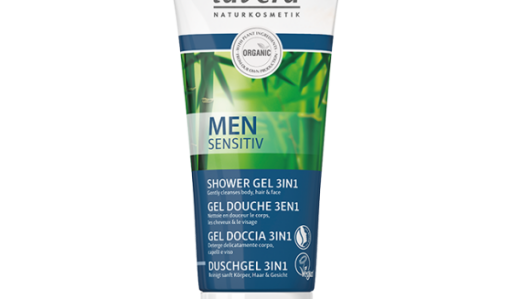 lavera
NATURKOSMETIK
ORGANIC
MEN
SENSITIV
SHOWER GEL 3IN1
Gently cleanses body, hair & face
GEL DOUCHE 3EN1
Nettoie en douceur le corps,
les cheveux & le visage
GEL DOCCIA 3IN1
Deterge delicatamente corpo,
capelli e viso
DUSCHGEL 3IN1
Reinigt sanft Körper, Haar & Gesicht
vegan